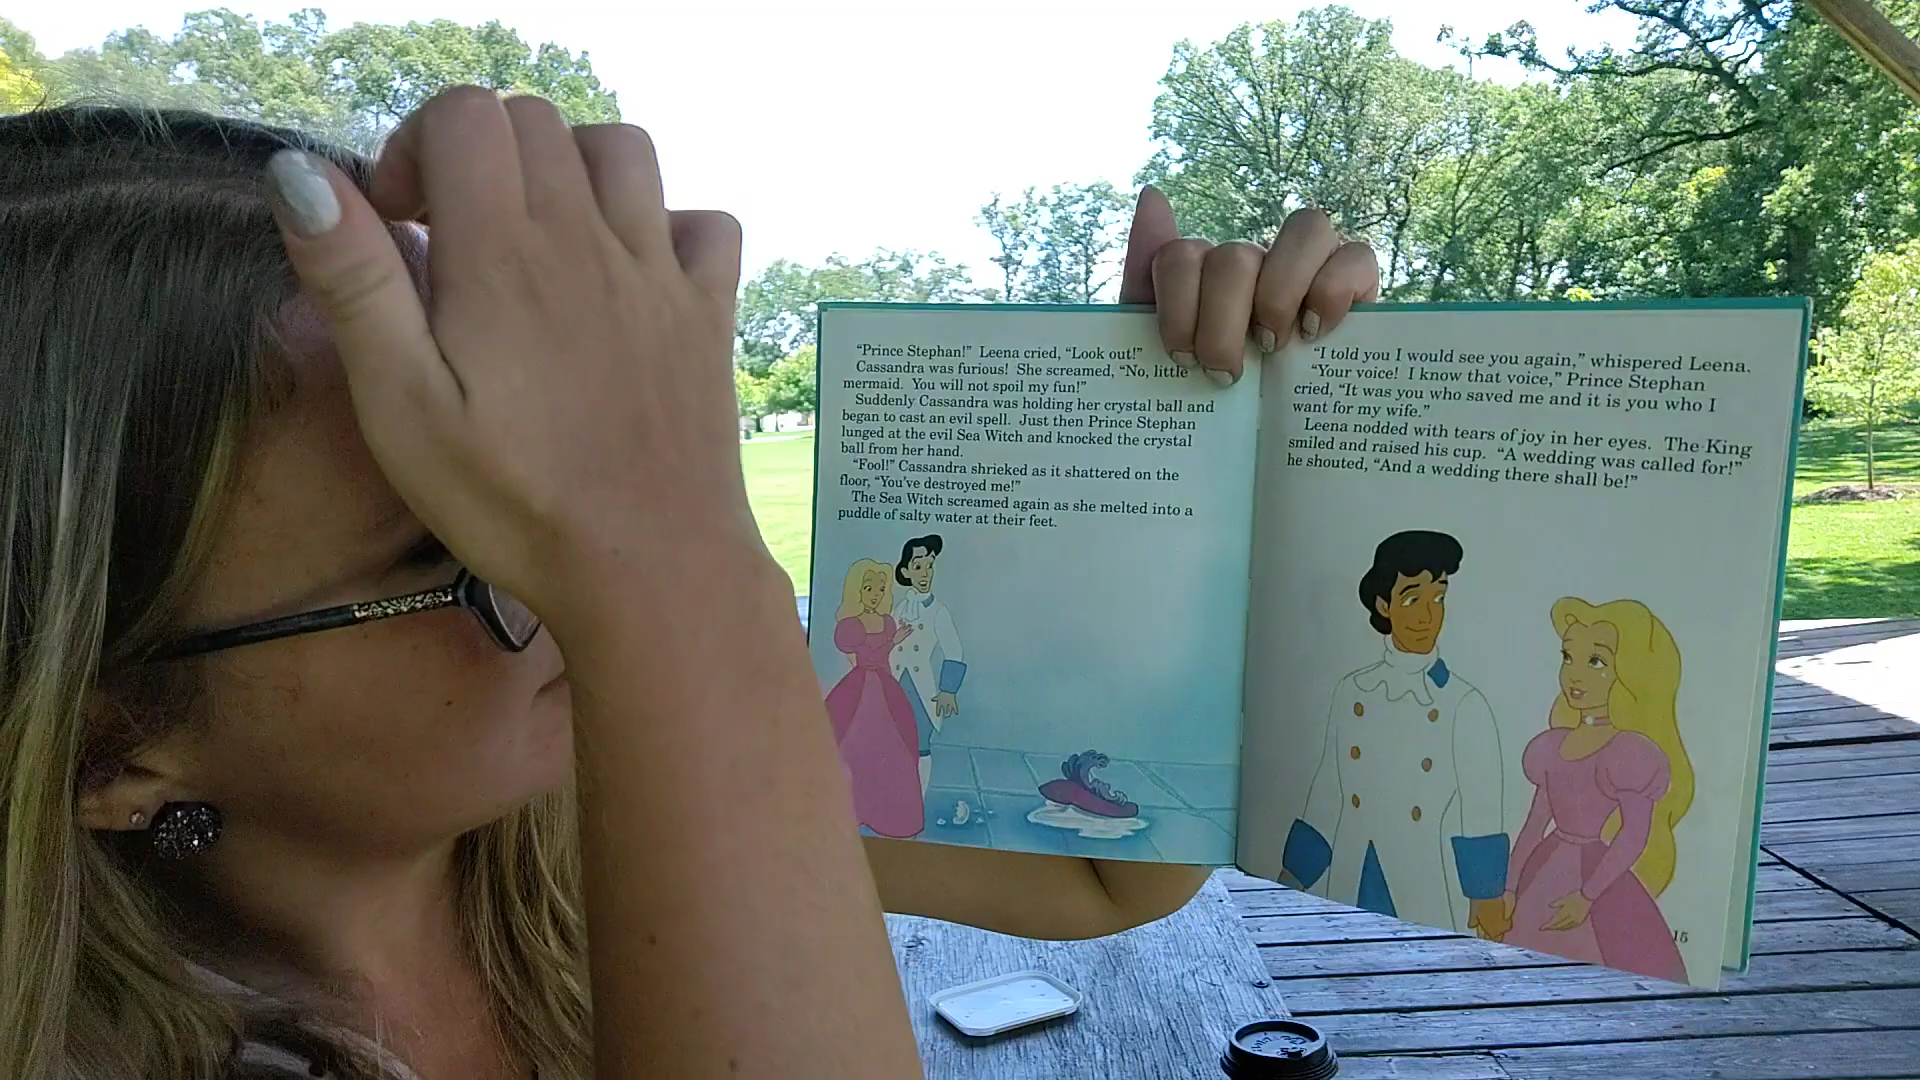 “Prince Stephan!” Leena cried, “Look out!”
Cassandra was furious! She screamed, “No, little
mermaid. You will not spoil my fun!”
Suddenly Cassandra was holding her crystal ball and
began to cast an evil spell. Just then Prince Stephan
lunged at the evil Sea Witch and knocked the crystal
ball from her hand.
“Fool!” Cassandra shrieked as it shattered on the
floor, “You’ve destroyed me!”
The Sea Witch screamed again as she melted into a
puddle of salty water at their feet.
“I told you I would see you again,” whispered Leena.
“Your voice! I know that voice,” Prince Stephan
cried, “It was you who saved me and it is you who I
want for my wife.”
Leena nodded with tears of joy in her eyes. The King
smiled and raised his cup. “A wedding was called for!”
he shouted, “And a wedding there shall be!”
15